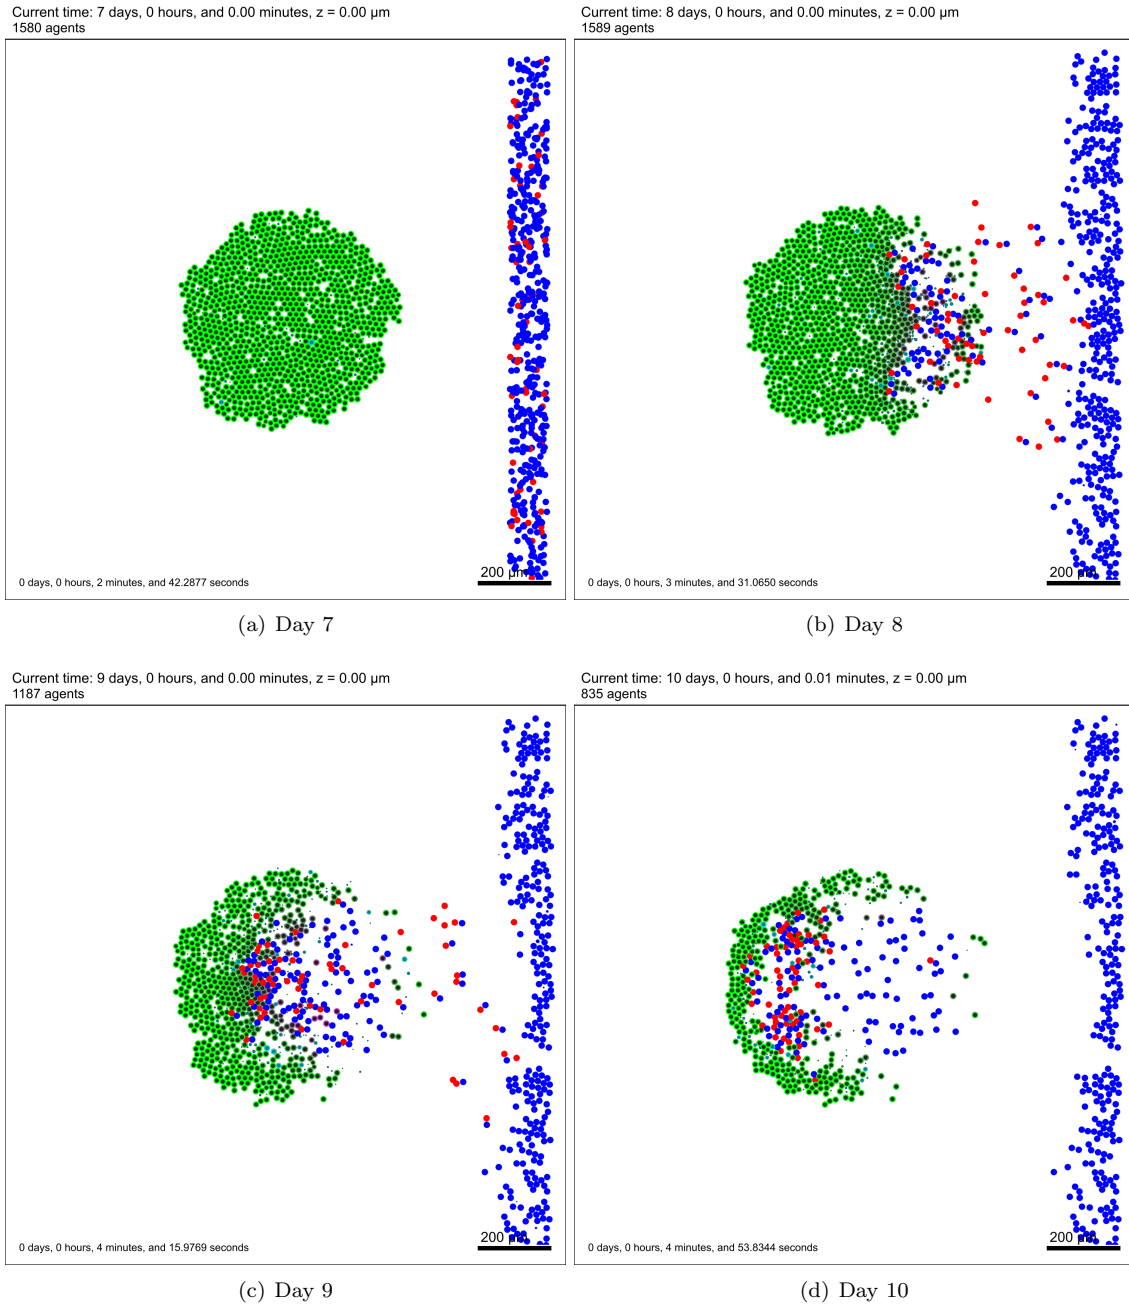 Current time: 7 days, 0 hours, and 0.00 minutes, z = 0.00 µm
1580 agents
200 µm
0 days, 0 hours, 2 minutes, and 42.2877 seconds
(a) Day 7
Current time: 8 days, 0 hours, and 0.00 minutes, z = 0.00 µm
1589 agents
200 µm
0 days, 0 hours, 3 minutes, and 31.0650 seconds
(b) Day 8
Current time: 9 days, 0 hours, and 0.00 minutes, z = 0.00 µm
1187 agents
200 µm
0 days, 0 hours, 4 minutes, and 15.9769 seconds
(c) Day 9
Current time: 10 days, 0 hours, and 0.01 minutes, z = 0.00 µm
835 agents
200 µm
0 days, 0 hours, 4 minutes, and 53.8344 seconds
(d) Day 10